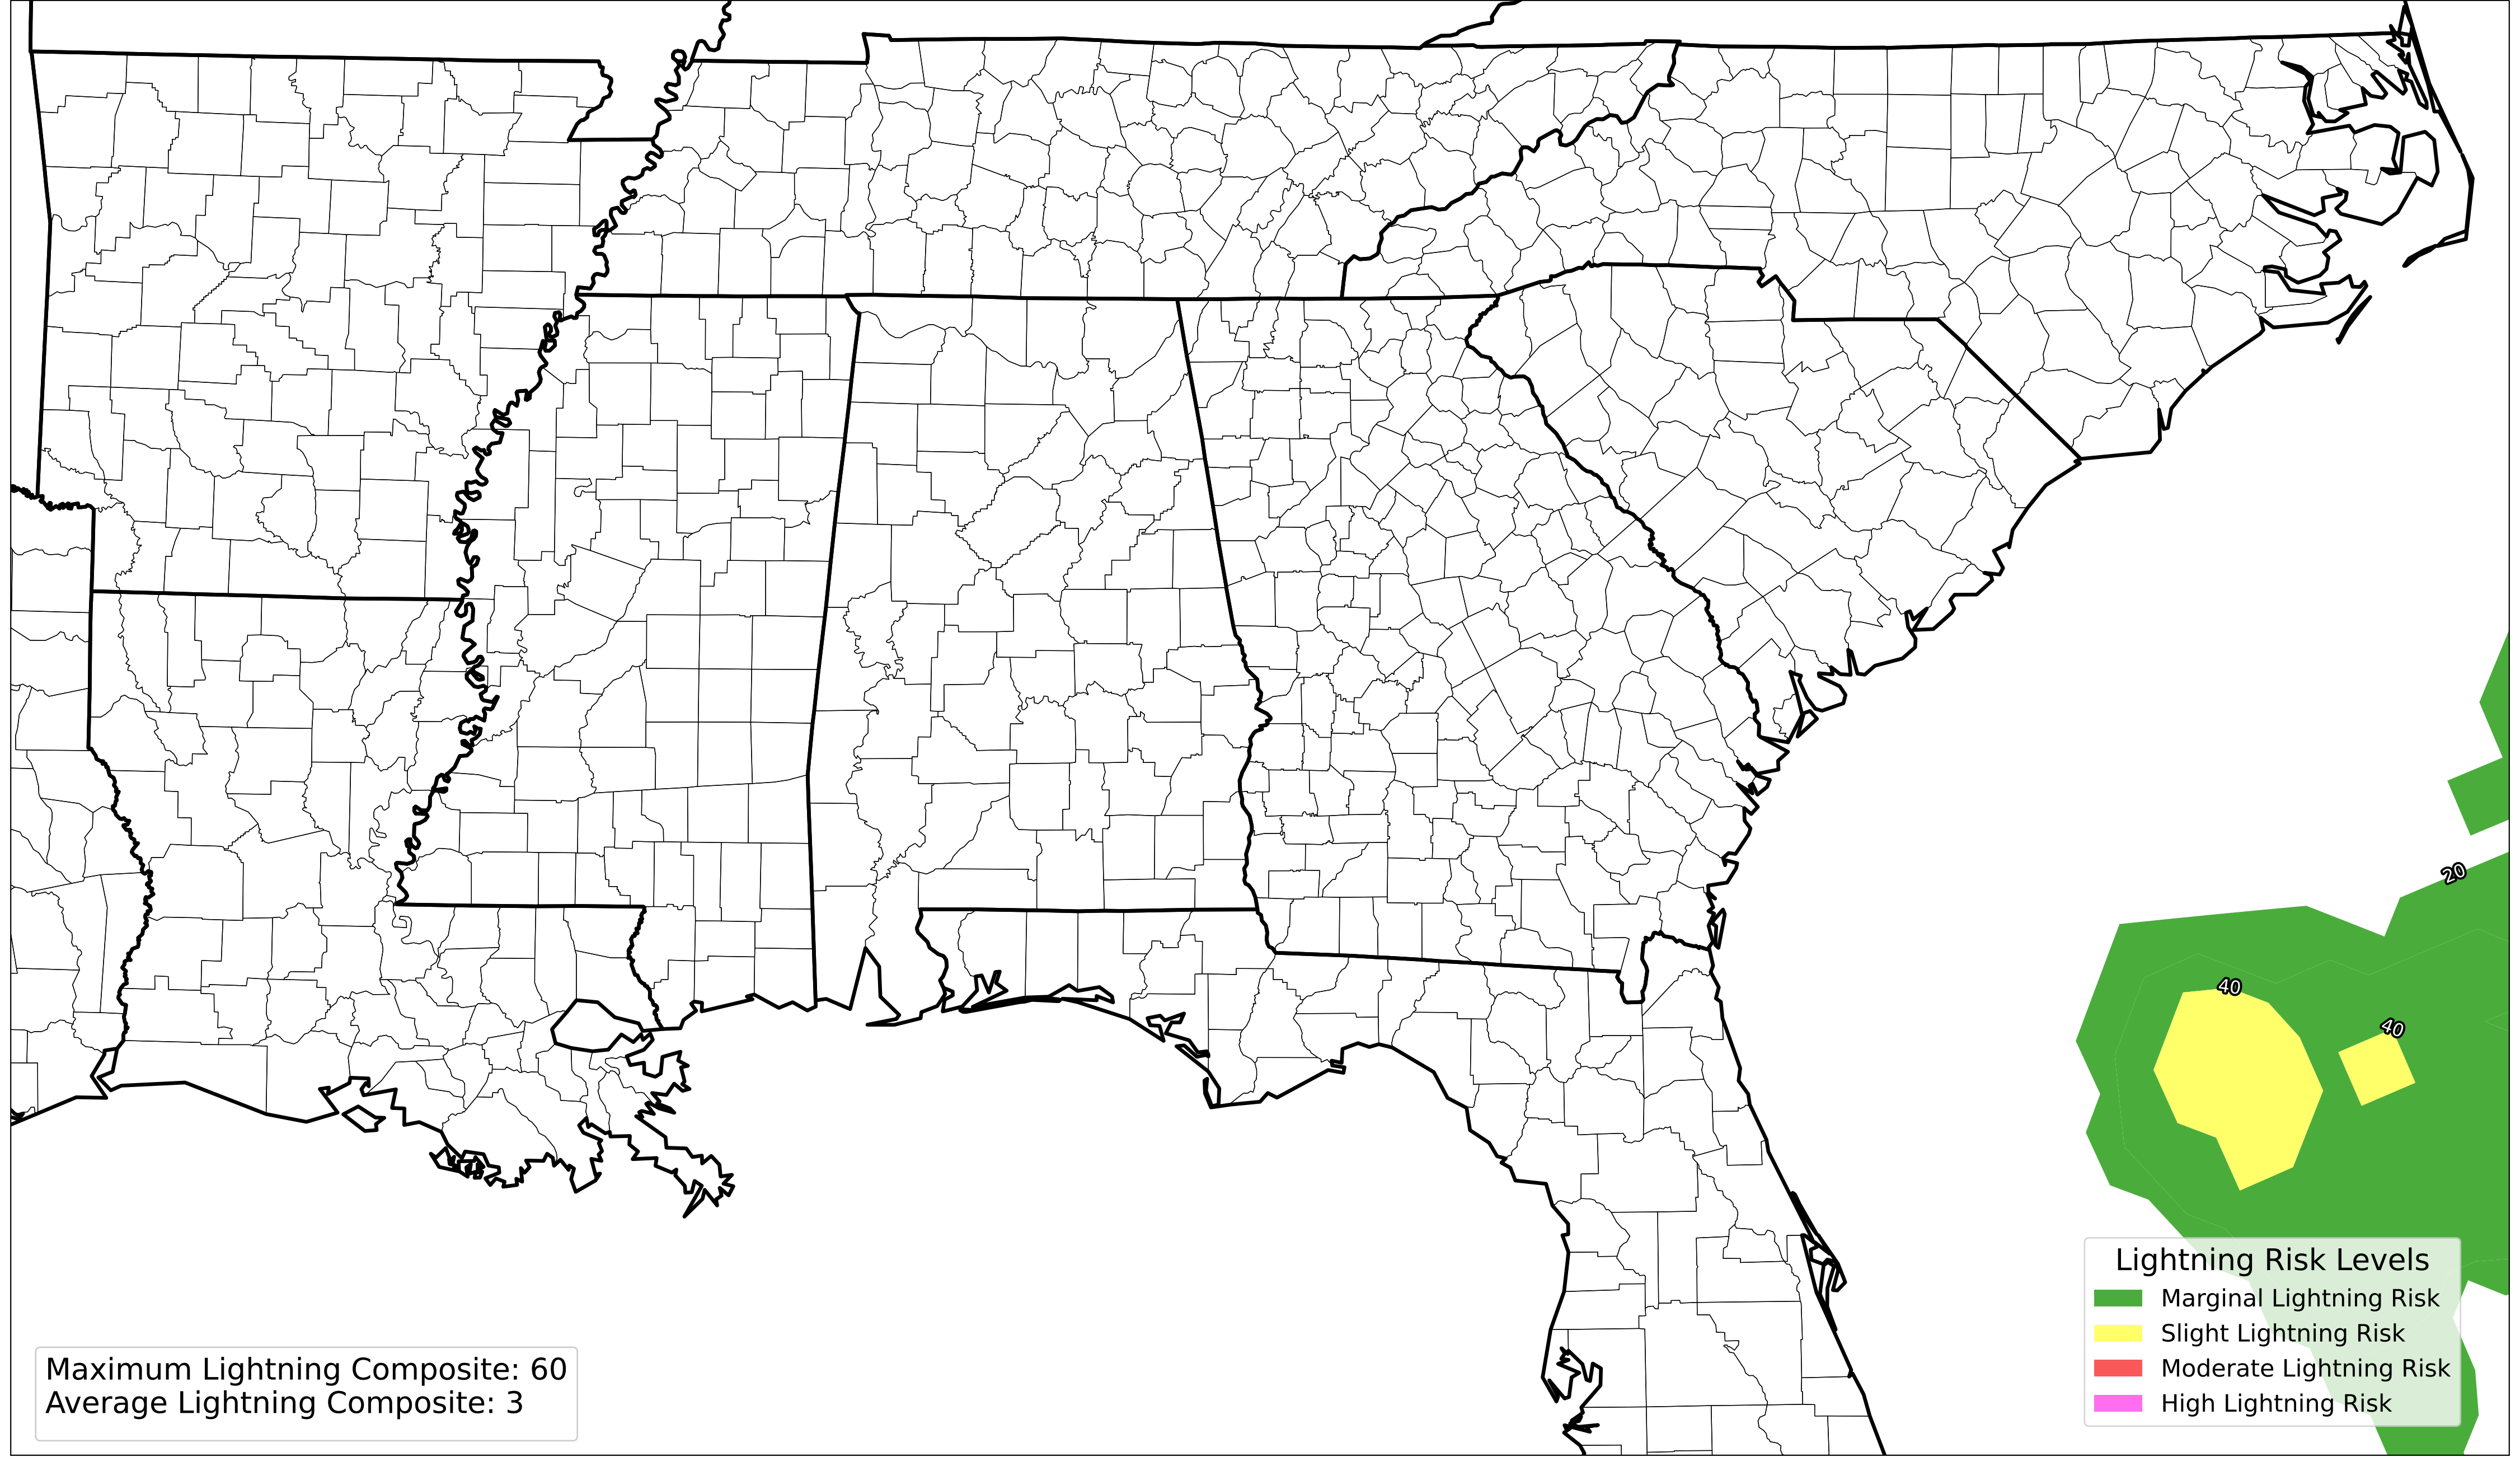 20
40
40
Lightning Risk Levels
Marginal Lightning Risk
Slight Lightning Risk
Moderate Lightning Risk
High Lightning Risk
Maximum Lightning Composite: 60
Average Lightning Composite: 3